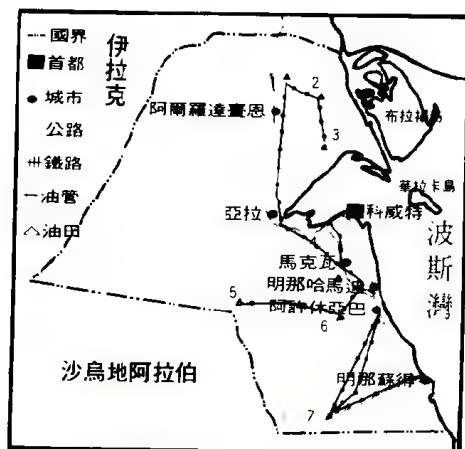 國界
首都
城市
公路
鐵路
油管
油田
伊拉克
1
2
3
阿爾羅達臺恩
布拉福島
華拉卡島
亞拉
科威特
波斯灣
馬克瓦
明那哈馬迪
阿許休亞巴
5
6
沙烏地阿拉伯
明那蘇得
7